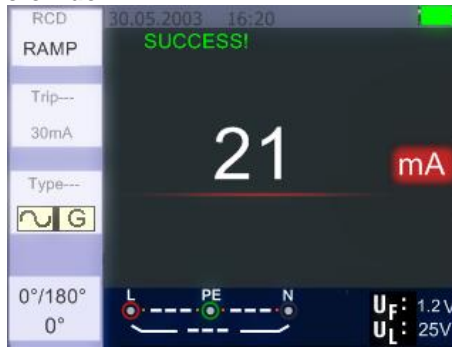 RCD 30.05.2003 16:20
RAMP SUCCESS!
Trip---
30mA
21 mA
Type---
G
0°/180°
0°
L PE N
UF: 1.2V
UL: 25V